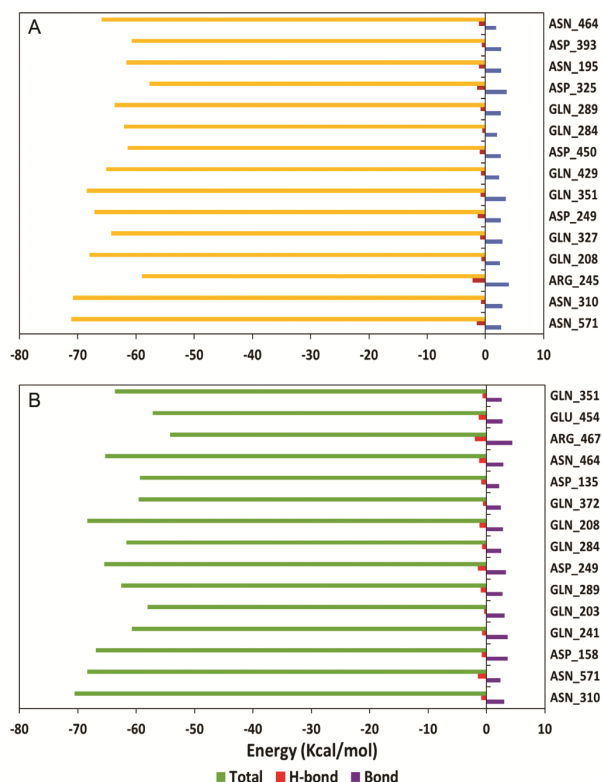 A
ASN_464
ASP_393
ASN_195
ASP_325
GLN_289
GLN_284
ASP_450
GLN_429
GLN_351
ASP_249
GLN_327
GLN_208
ARG_245
ASN_310
ASN_571
-80 -70 -60 -50 -40 -30 -20 -10 0 10
B
GLN_351
GLU_454
ARG_467
ASN_464
ASP_135
GLN_372
GLN_208
GLN_284
ASP_249
GLN_289
GLN_203
GLN_241
ASP_158
ASN_571
ASN_310
-80 -70 -60 -50 -40 -30 -20 -10 0 10
Energy (Kcal/mol)
Total H-bond Bond